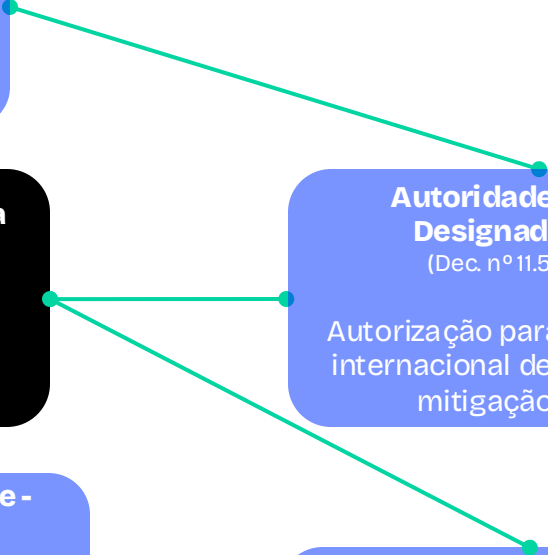 a
Autoridade
Designad
(Dec. nº 11.5
Autorização para
internacional de
mitigação
e -